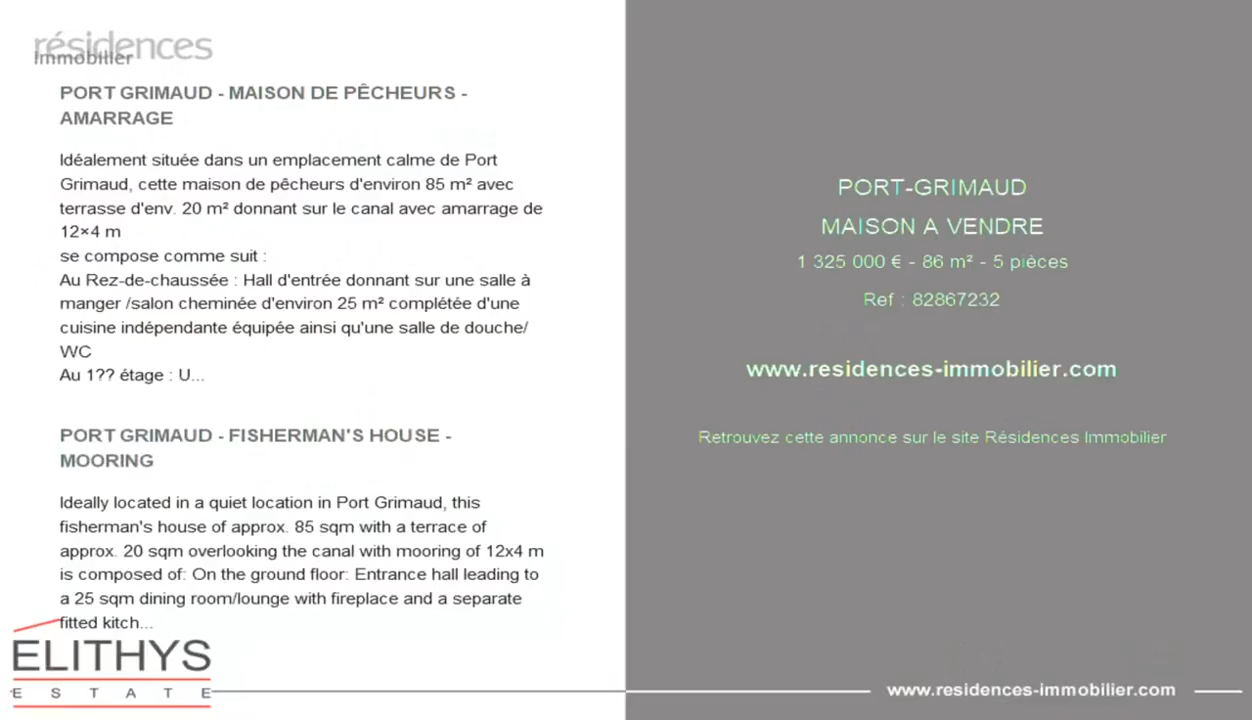 résidences
Immobilier
PORT GRIMAUD - MAISON DE PÊCHEURS -
AMARRAGE
Idéalement située dans un emplacement calme de Port
Grimaud, cette maison de pêcheurs d'environ 85 m² avec
terrasse d'env. 20 m² donnant sur le canal avec amarrage de
12×4 m
se compose comme suit :
Au Rez-de-chaussée : Hall d'entrée donnant sur une salle à
manger /salon cheminée d'environ 25 m² complétée d'une
cuisine indépendante équipée ainsi qu'une salle de douche/
WC
Au 1?? étage : U...
PORT GRIMAUD - FISHERMAN'S HOUSE -
MOORING
Ideally located in a quiet location in Port Grimaud, this
fisherman's house of approx. 85 sqm with a terrace of
approx. 20 sqm overlooking the canal with mooring of 12x4 m
is composed of: On the ground floor: Entrance hall leading to
a 25 sqm dining room/lounge with fireplace and a separate
fitted kitch...
ELITHYS
ESTATE
PORT-GRIMAUD
MAISON A VENDRE
1 325 000 € - 86 m² - 5 pièces
Ref : 82867232
www.residences-immobilier.com
Retrouvez cette annonce sur le site Résidences Immobilier
www.residences-immobilier.com